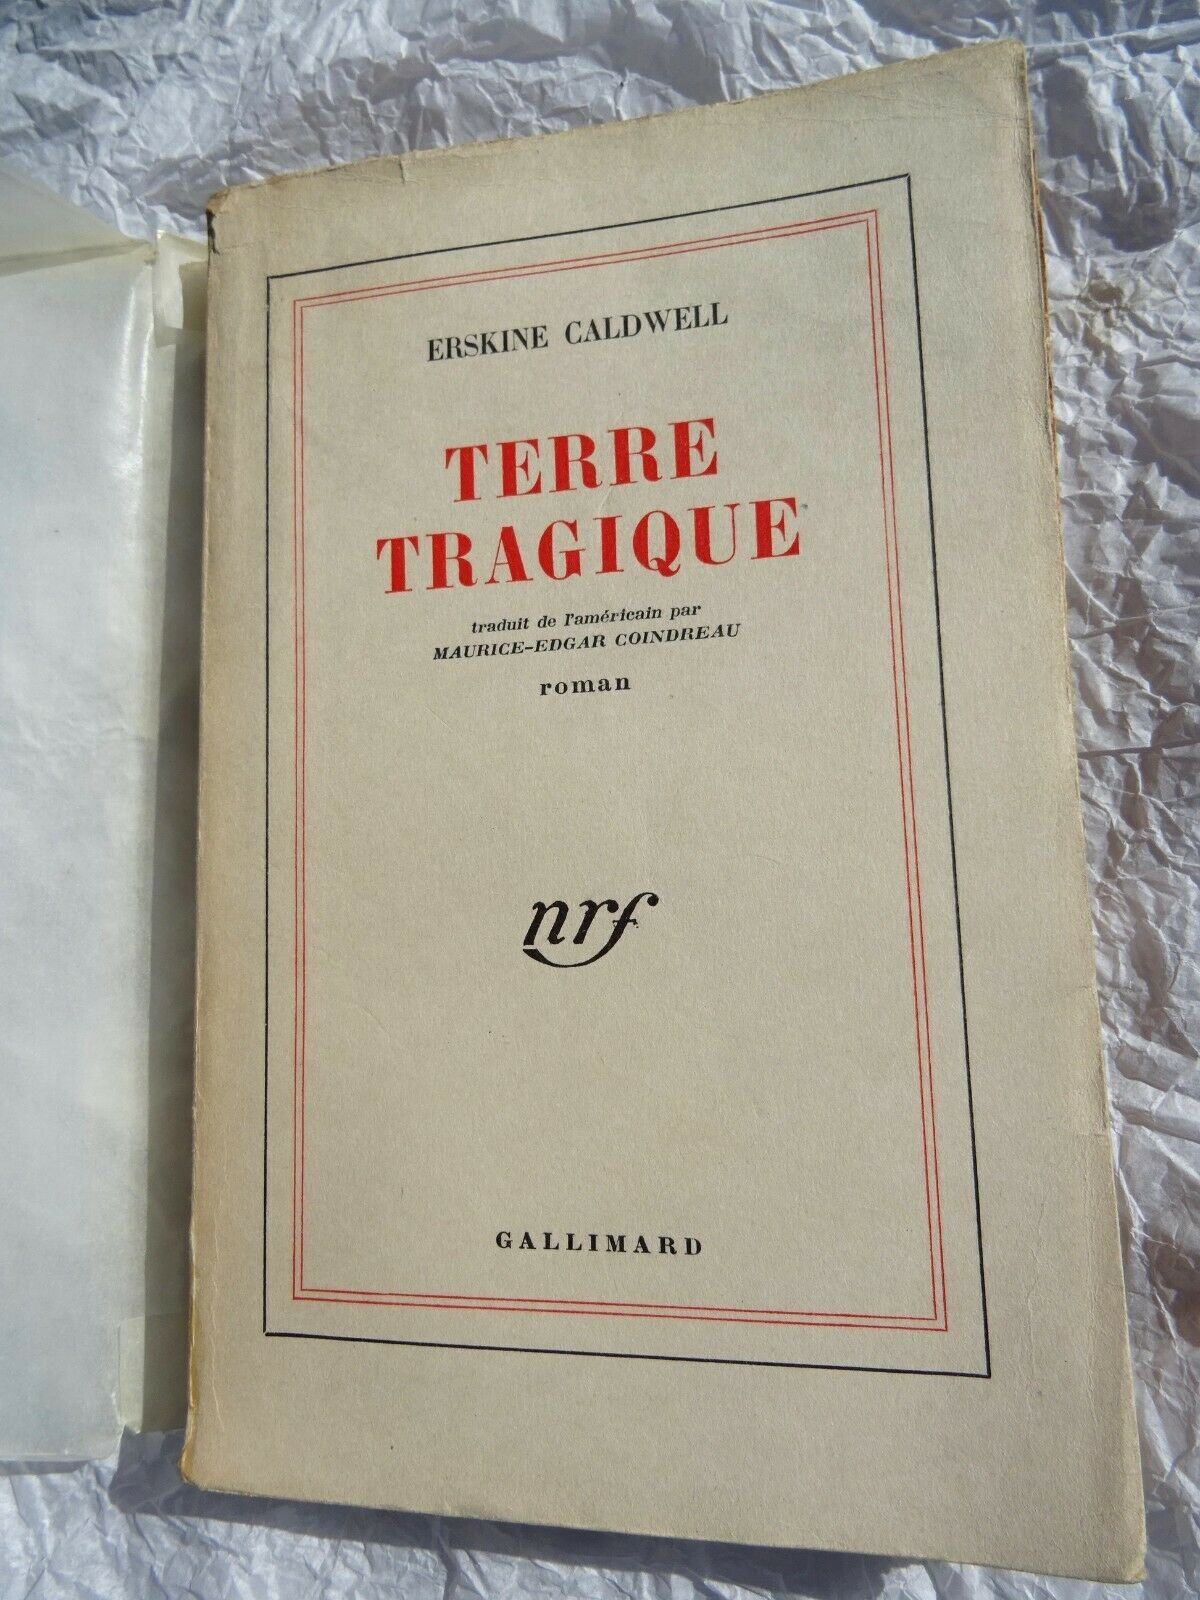 ERSKINE CALDWELL
TERRE
TRAGIQUE
traduit de l'américain par
MAURICE-EDGAR COINDREAU
roman
nrf
GALLIMARD